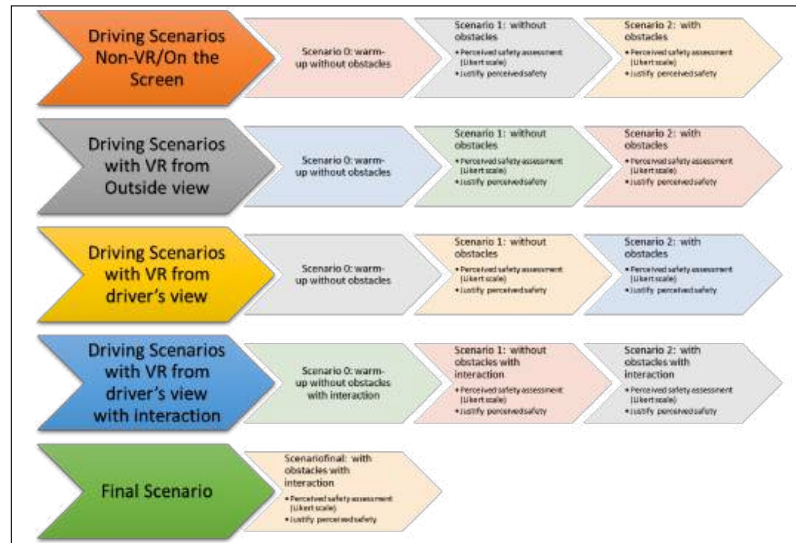 Driving Scenarios
Non-VR/On the
Screen
Scenario 0: warm-
up without obstacles
Scenario 1: without
obstacles
• Perceived safety assessment
(Likert scale)
• Justify perceived safety
Scenario 2: with
obstacles
• Perceived safety assessment
(Likert scale)
• Justify perceived safety
Driving Scenarios
with VR from
Outside view
Scenario 0: warm-
up without obstacles
Scenario 1: without
obstacles
• Perceived safety assessment
(Likert scale)
• Justify perceived safety
Scenario 2: with
obstacles
• Perceived safety assessment
(Likert scale)
• Justify perceived safety
Driving Scenarios
with VR from
driver's view
Scenario 0: warm-
up without obstacles
Scenario 1: without
obstacles
• Perceived safety assessment
(Likert scale)
• Justify perceived safety
Scenario 2: with
obstacles
• Perceived safety assessment
(Likert scale)
• Justify perceived safety
Driving Scenarios
with VR from
driver's view
with interaction
Scenario 0: warm-
up without obstacles
with interaction
Scenario 1: without
obstacles with
interaction
• Perceived safety assessment
(Likert scale)
• Justify perceived safety
Scenario 2: with
obstacles with
interaction
• Perceived safety assessment
(Likert scale)
• Justify perceived safety
Final Scenario
Scenariofinal: with
obstacles with
interaction
• Perceived safety assessment
(Likert scale)
• Justify perceived safety